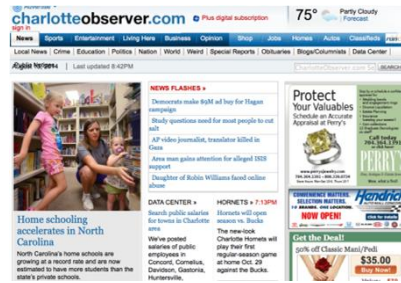 charlotteobserver.com
Plus digital subscription
75°
Partly Cloudy
Forecast
sign in
News Sports Entertainment Living Here Business Opinion Shop Jobs Homes Autos Classifieds
Local News Crime Education Politics Nation World Weird Special Reports Obituaries Blogs/Columnists Data Center
Last updated 8:42PM
SEARCH
NEWS FLASHES »
Democrats make $9M ad buy for Hagan
campaign
Study questions need for most people to cut
salt
AP video journalist, translator killed in
Gaza
Area man gains attention for alleged ISIS
support
Daughter of Robin Williams fared online
abuse
Home schooling
accelerates in North
Carolina
North Carolina's home schools are
growing at a record rate and are now
estimated to have more students than the
state's private schools.
DATA CENTER »
Search public salaries
for towns in Charlotte
area
We've posted
salaries of public
employees in
Concord, Cornelius,
Davidson, Gastonia,
Huntersville,
HORNETS » 7:13PM
Hornets will open
season vs. Bucks
The new-look
Charlotte Hornets will
play their first
regular-season game
at home Oct. 29
against the Bucks.
Protect
Your Valuables
Schedule an Accurate
Appraisal at Perry's
Call today
PERRY'S
CONVENIENCE MATTERS.
SELECTION MATTERS.
NOW OPEN!
Hendrick
Get the Deal!
50% off Classic Mani/Pedi
$35.00
Buy Now!